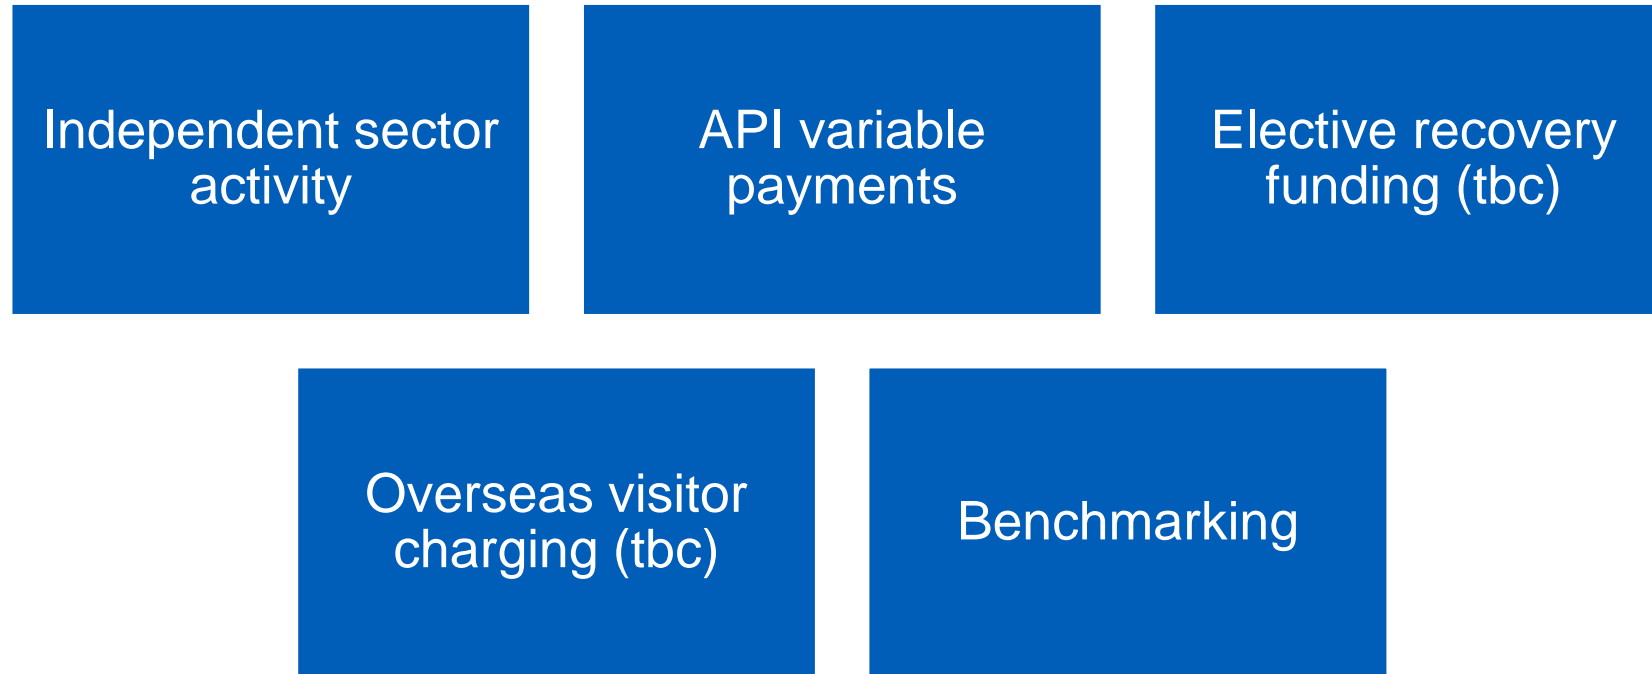 Independent sector
activity
API variable
payments
Elective recovery
funding (tbc)
Overseas visitor
charging (tbc)
Benchmarking